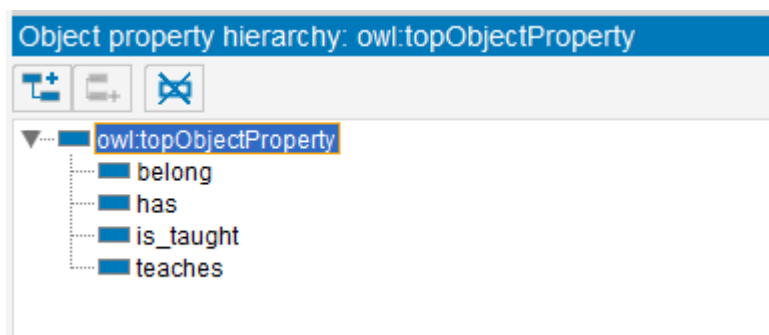 Object property hierarchy: owl:topObjectProperty
owl:topObjectProperty
belong
has
is_taught
teaches